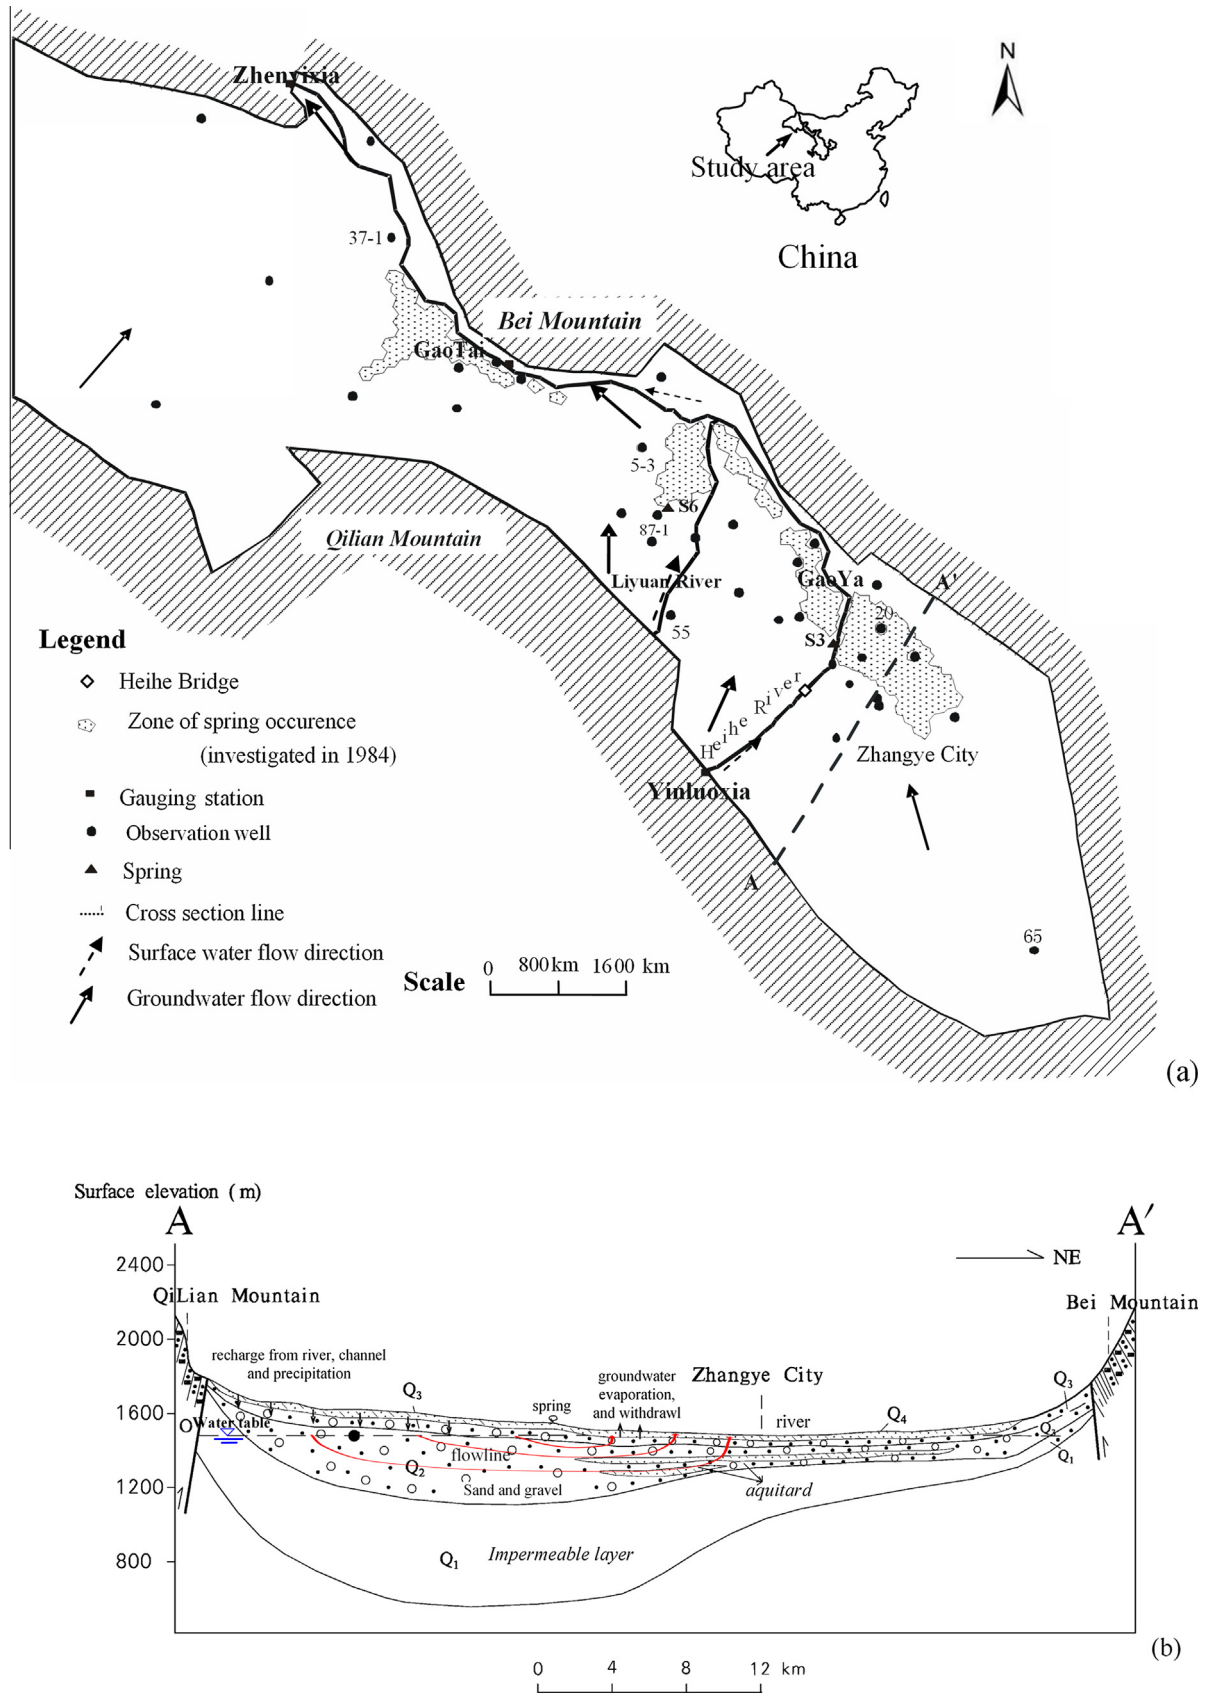 Zhenyixia
N
Study area
China
37-1
Bei Mountain
GaoTai
5-3
S6
87-1
Qilian Mountain
Liyuan River
GaoYa
A'
20
55
S3
Heihe River
Zhangye City
Yinluoxia
A
65
Legend
Heihe Bridge
Zone of spring occurence
(investigated in 1984)
Gauging station
Observation well
Spring
Cross section line
Surface water flow direction
Groundwater flow direction
Scale
0 800km 1600 km
(a)
Surface elevation (m)
A
A′
2400
NE
QiLian Mountain
Bei Mountain
2000
recharge from river, channel
and precipitation
groundwater
evaporation,
and withdrawl
Zhangye City
Q3
Q3
spring
1600
Water table
river
Q4
Q2
flowline
Q1
Q2
1200
Sand and gravel
aquitard
800
Q1
Impermeable layer
(b)
0 4 8 12 km